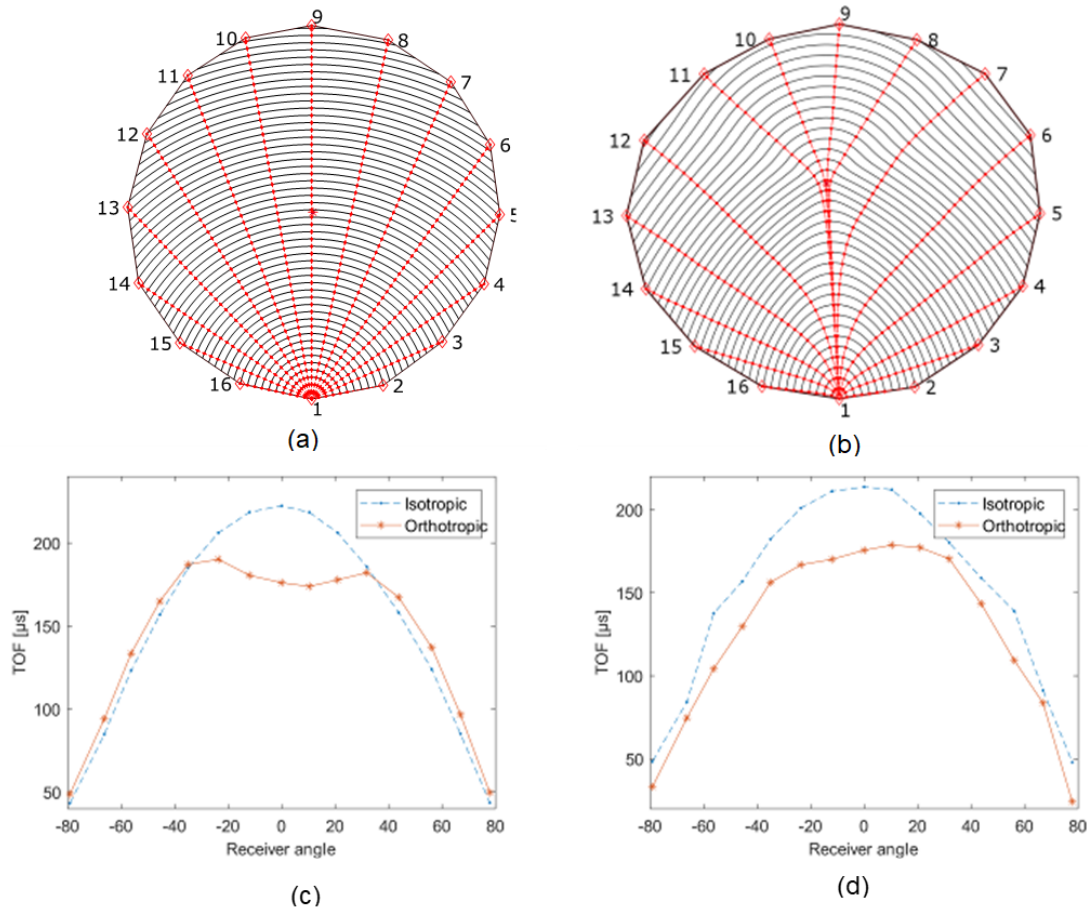 9
10
8
11
7
12
6
13
5
14
4
15
3
16
2
1
(a)
9
10
8
11
7
12
6
13
5
14
4
15
3
16
2
1
(b)
Isotropic
Orthotropic
TOF [µs]
200
150
100
50
-80 -60 -40 -20 0 20 40 60 80
Receiver angle
(c)
Isotropic
Orthotropic
TOF [µs]
200
150
100
50
-80 -60 -40 -20 0 20 40 60 80
Receiver angle
(d)